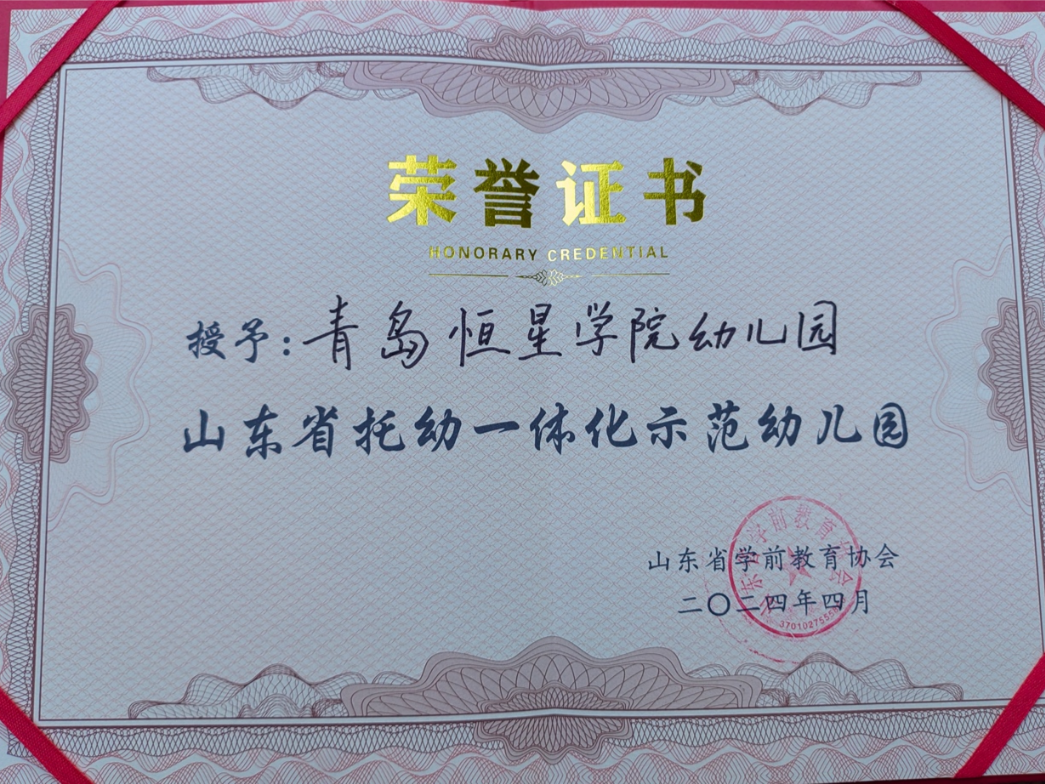 荣誉证书
HONORARY CREDENTIAL
授予:青岛恒星学院幼儿园
山东省托幼一体化示范幼儿园
山东省学前教育协会
二〇二四年四月